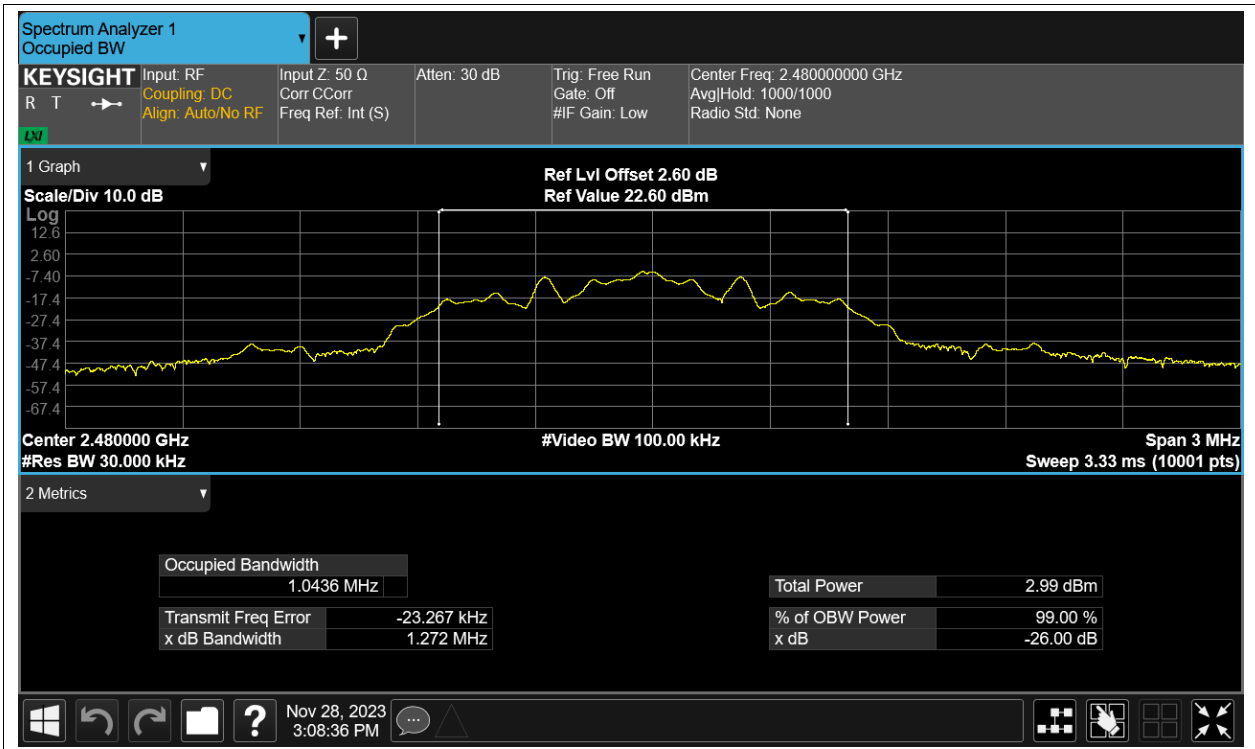 Spectrum Analyzer 1
Occupied BW
KEYSIGHT
R T
LXI
Input: RF
Coupling: DC
Align: Auto/No RF
Input Z: 50 Ω
Corr CCorr
Freq Ref: Int (S)
Atten: 30 dB
Trig: Free Run
Gate: Off
#IF Gain: Low
Center Freq: 2.480000000 GHz
Avg|Hold: 1000/1000
Radio Std: None
1 Graph
Scale/Div 10.0 dB
Ref Lvl Offset 2.60 dB
Ref Value 22.60 dBm
Log
12.6
2.60
-7.40
-17.4
-27.4
-37.4
-47.4
-57.4
-67.4
Center 2.480000 GHz
#Res BW 30.000 kHz
#Video BW 100.00 kHz
Span 3 MHz
Sweep 3.33 ms (10001 pts)
2 Metrics
Occupied Bandwidth
1.0436 MHz
Transmit Freq Error -23.267 kHz
x dB Bandwidth 1.272 MHz
Total Power 2.99 dBm
% of OBW Power 99.00 %
x dB -26.00 dB
?
Nov 28, 2023
3:08:36 PM